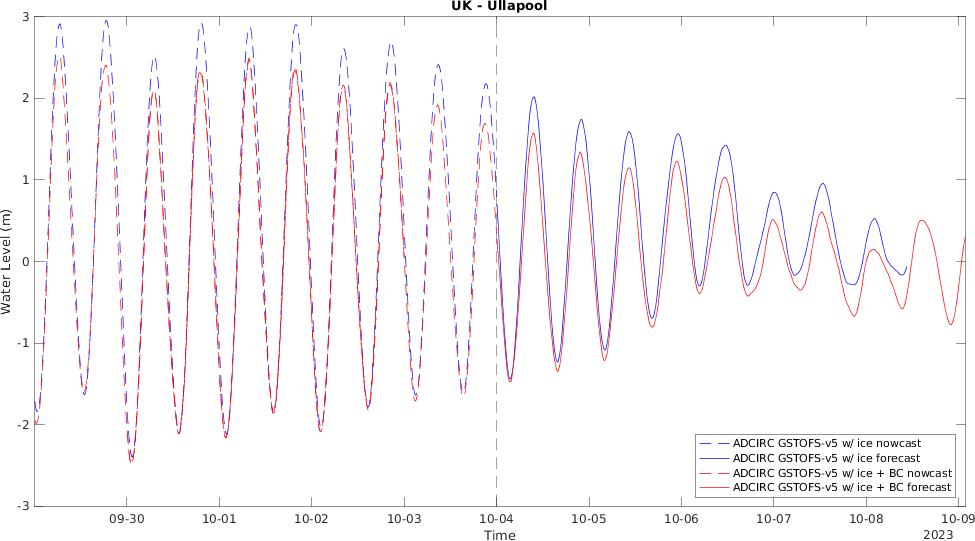 UK - Ullapool
3
2
1
0
-1
-2
-3
Water Level (m)
09-30
10-01
10-02
10-03
10-04
10-05
10-06
10-07
10-08
10-09
Time
2023
ADCIRC GSTOFS-v5 w/ ice nowcast
ADCIRC GSTOFS-v5 w/ ice forecast
ADCIRC GSTOFS-v5 w/ ice + BC nowcast
ADCIRC GSTOFS-v5 w/ ice + BC forecast